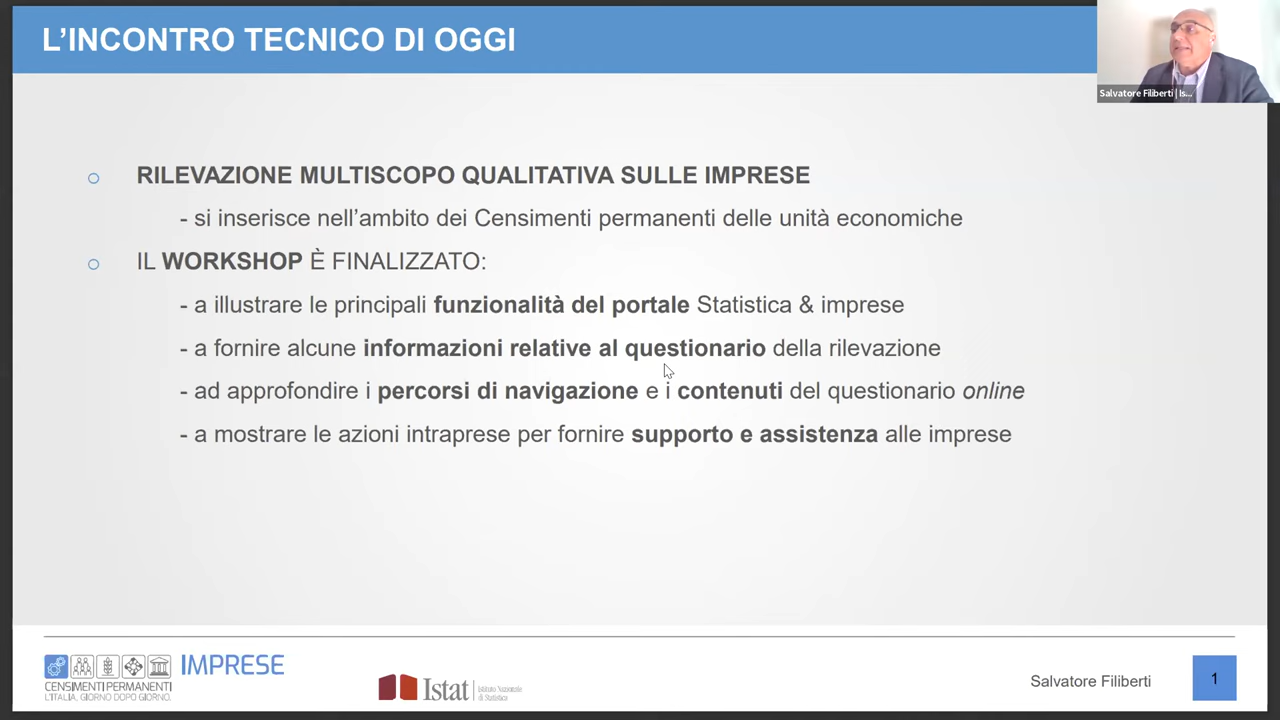 L'INCONTRO TECNICO DI OGGI
Salvatore Filiberti | Is...
RILEVAZIONE MULTISCOPO QUALITATIVA SULLE IMPRESE
- si inserisce nell'ambito dei Censimenti permanenti delle unità economiche
IL WORKSHOP È FINALIZZATO:
- a illustrare le principali funzionalità del portale Statistica & imprese
- a fornire alcune informazioni relative al questionario della rilevazione
- ad approfondire i percorsi di navigazione e i contenuti del questionario online
- a mostrare le azioni intraprese per fornire supporto e assistenza alle imprese
IMPRESE
CENSIMENTI PERMANENTI
L'ITALIA, GIORNO DOPO GIORNO.
Istat
Istituto Nazionale
di Statistica
Salvatore Filiberti
1